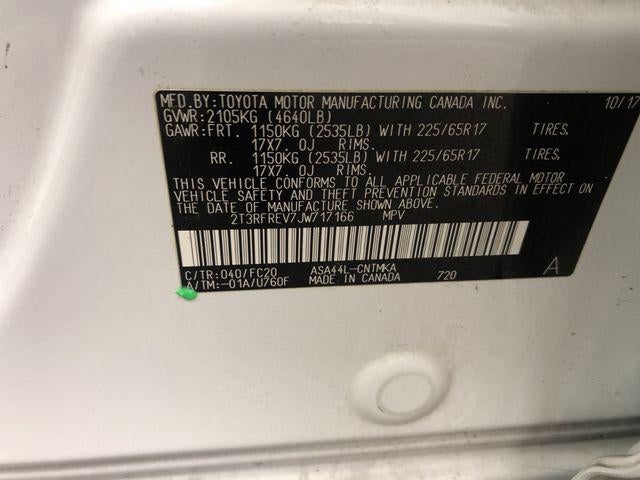 MFD.BY:TOYOTA MOTOR MANUFACTURING CANADA INC. 10/17
GVWR:2105KG (4640LB)
GAWR:FRT. 1150KG (2535LB) WITH 225/65R17 TIRES,
17X7. 0J RIMS.
RR. 1150KG (2535LB) WITH 225/65R17 TIRES,
17X7. 0J RIMS.
THIS VEHICLE CONFORMS TO ALL APPLICABLE FEDERAL MOTOR
VEHICLE SAFETY AND THEFT PREVENTION STANDARDS IN EFFECT ON
THE DATE OF MANUFACTURE SHOWN ABOVE.
2T3RFREV7JW717166 MPV
C/TR:040/FC20 ASA44L-CNTMKA 720 A
A/TM:-01A/U760F MADE IN CANADA